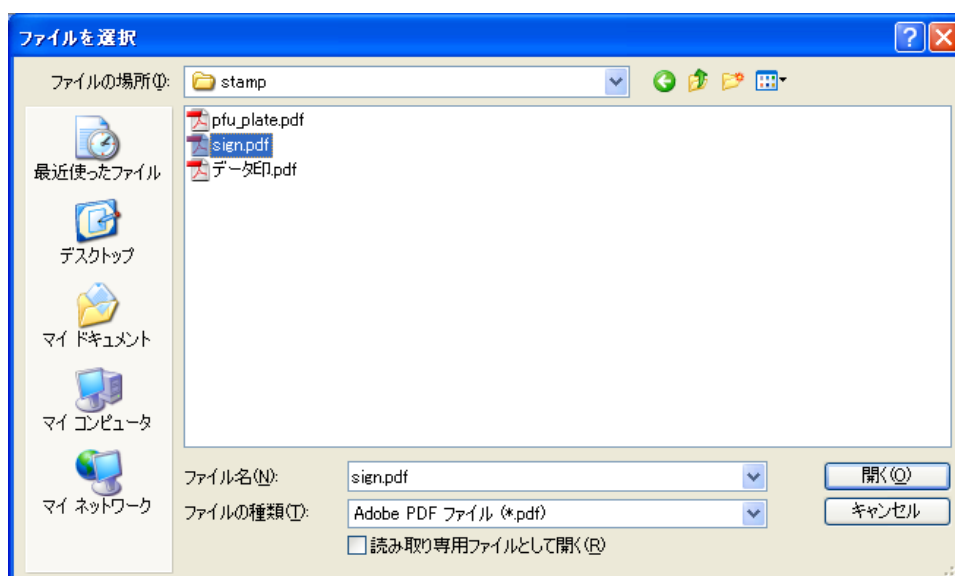 ファイルを選択
ファイルの場所(I):
stamp
pfu_plate.pdf
sign.pdf
データ印.pdf
最近使ったファイル
デスクトップ
マイ ドキュメント
マイ コンピュータ
マイ ネットワーク
ファイル名(N):
sign.pdf
開く(O)
ファイルの種類(T):
Adobe PDF ファイル (*.pdf)
キャンセル
読み取り専用ファイルとして開く(R)